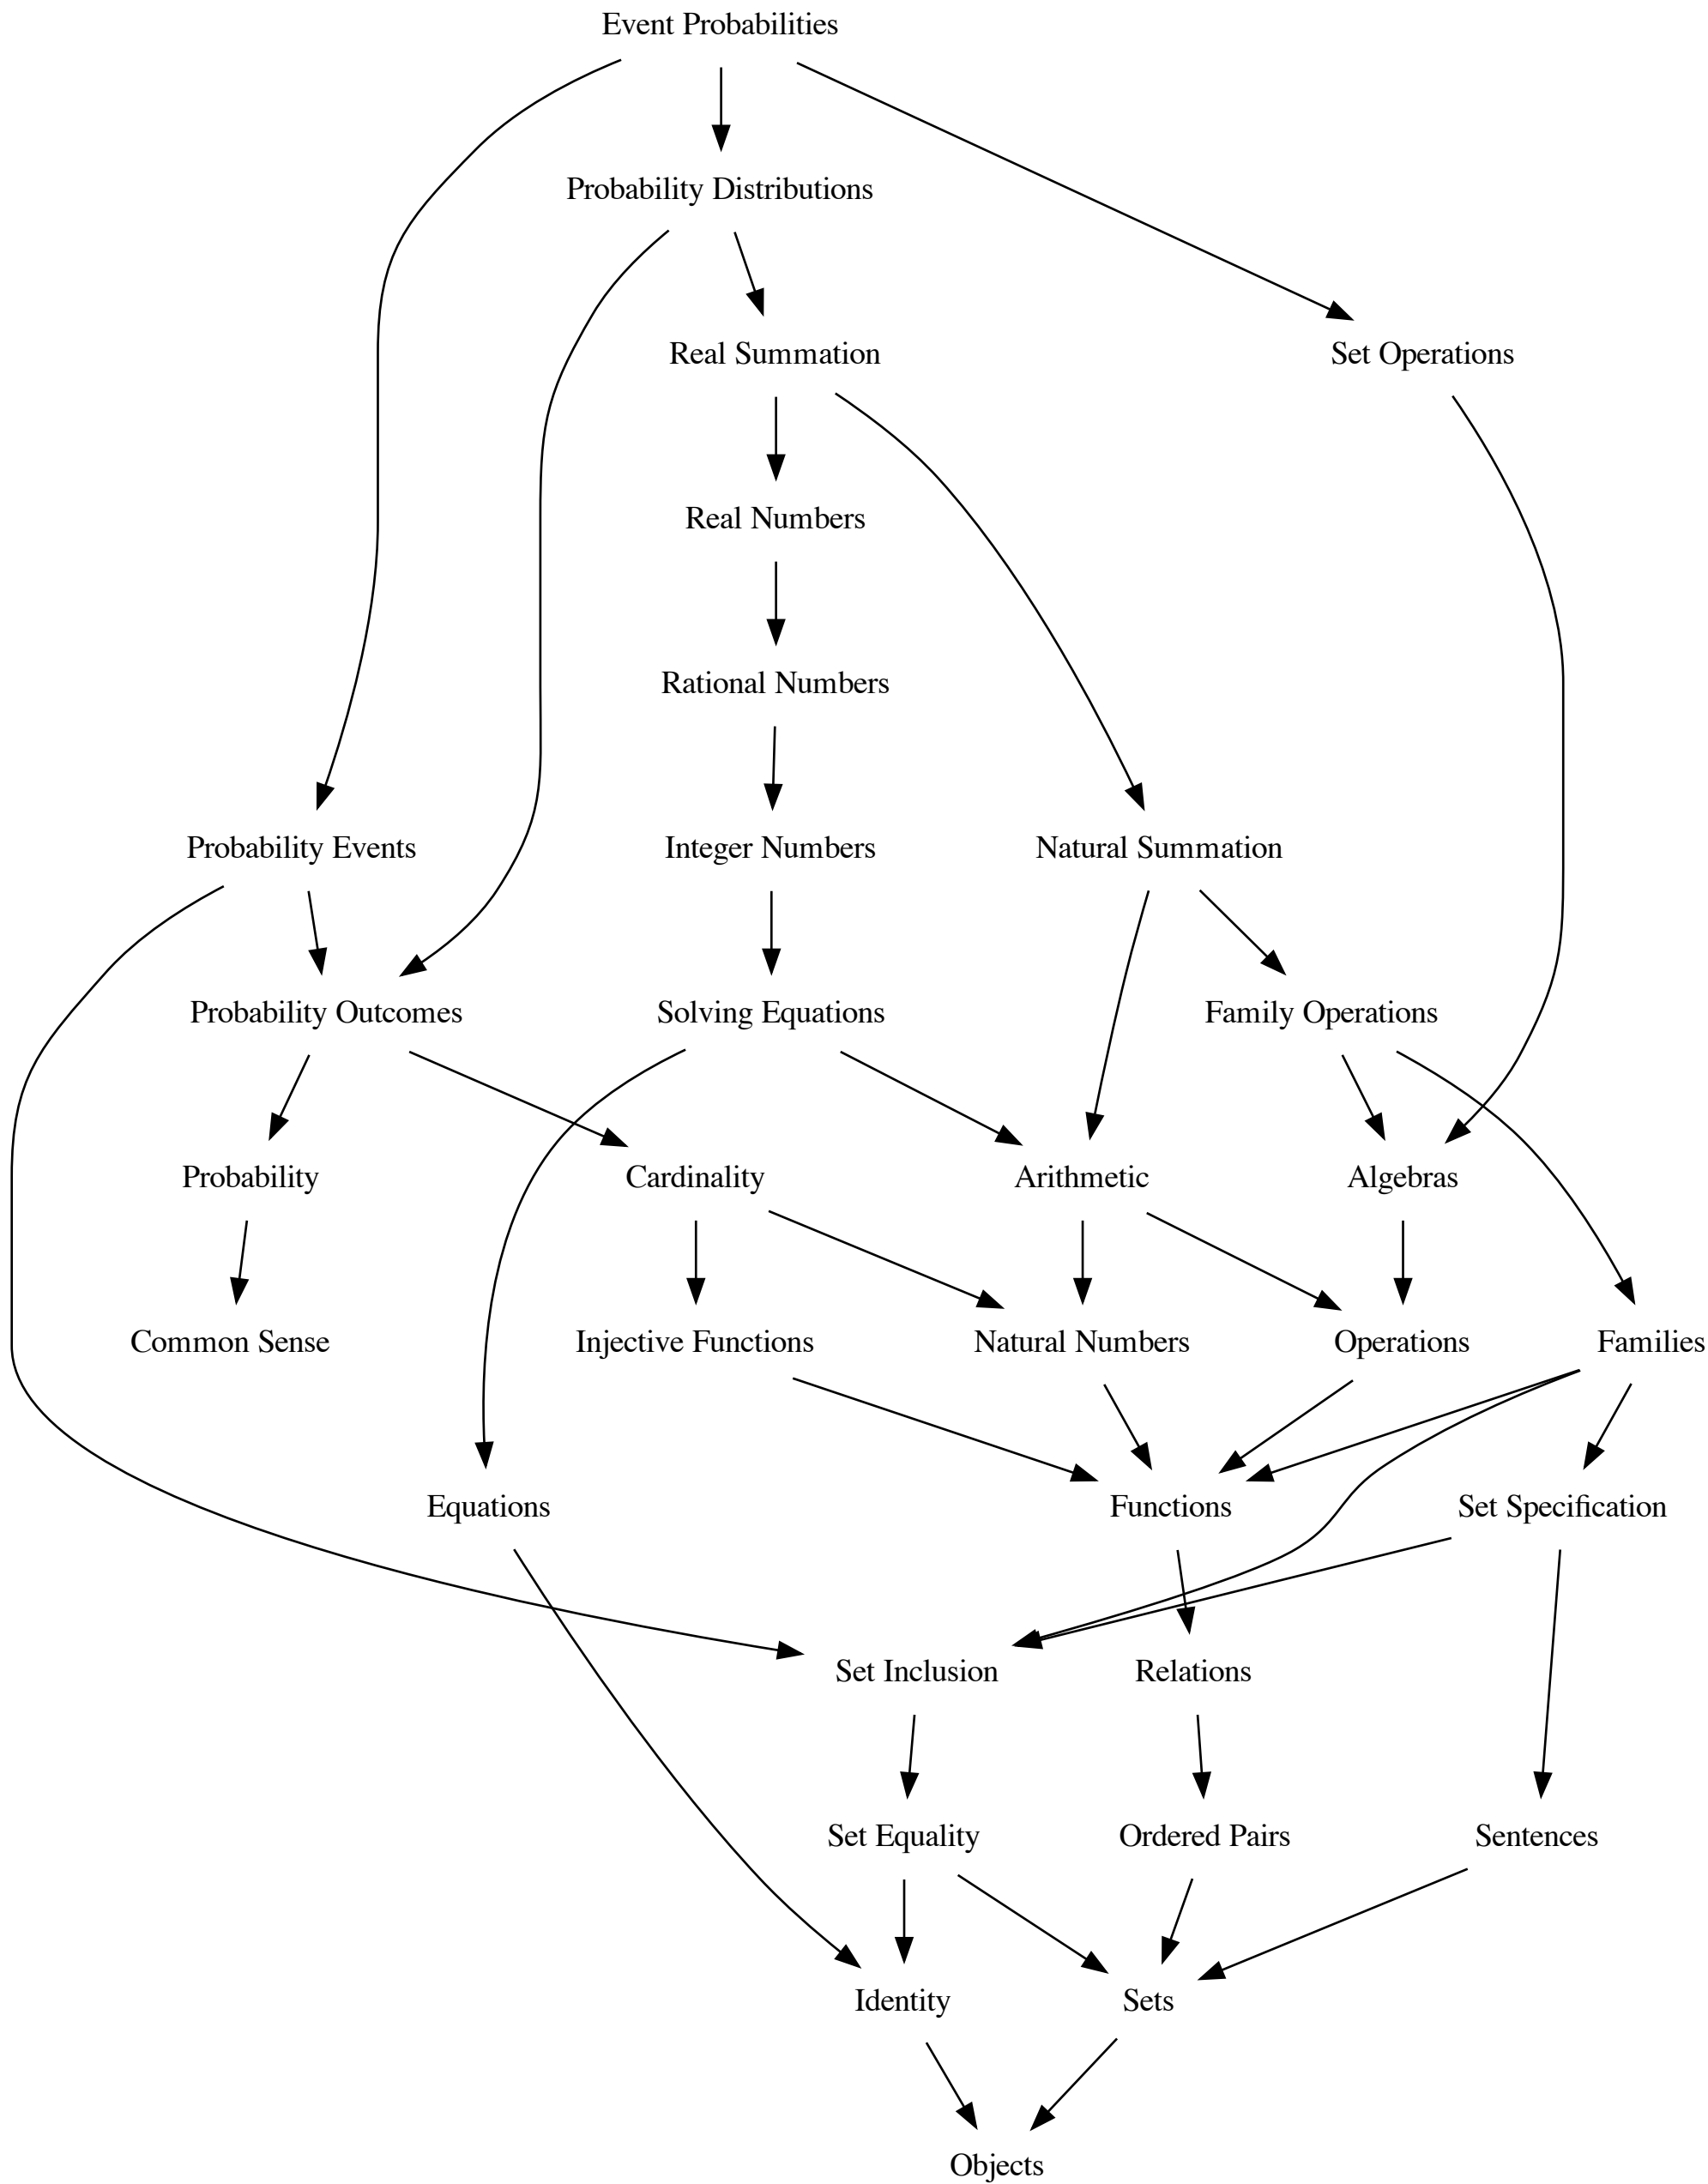 Event Probabilities
Probability Distributions
Real Summation
Set Operations
Real Numbers
Rational Numbers
Probability Events
Integer Numbers
Natural Summation
Probability Outcomes
Solving Equations
Family Operations
Probability
Cardinality
Arithmetic
Algebras
Common Sense
Injective Functions
Natural Numbers
Operations
Families
Equations
Functions
Set Specification
Set Inclusion
Relations
Set Equality
Ordered Pairs
Sentences
Identity
Sets
Objects